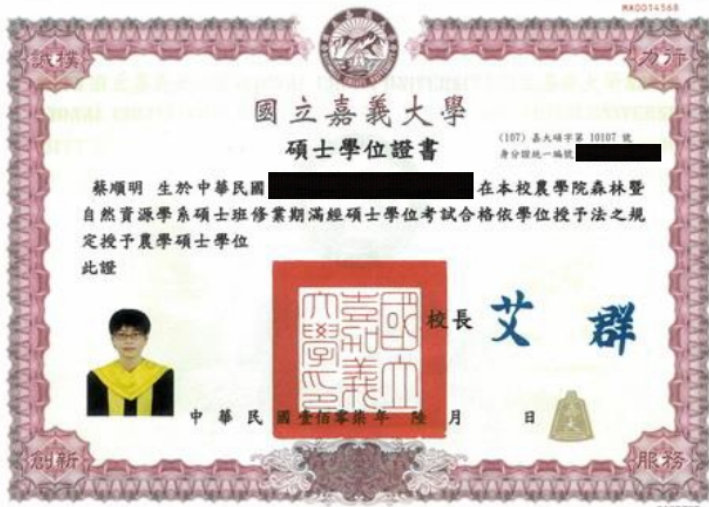 MA0014568
誠樸
力行
國立嘉義大學
碩士學位證書
(107) 嘉大碩字第 10107 號
身分證統一編號
蔡順明 生於中華民國 在本校農學院森林暨
自然資源學系碩士班修業期滿經碩士學位考試合格依學位授予法之規
定授予農學碩士學位
此證
國立嘉義大學印
校長 艾群
中華民國壹佰零柒年 陸 月 日
創新
服務